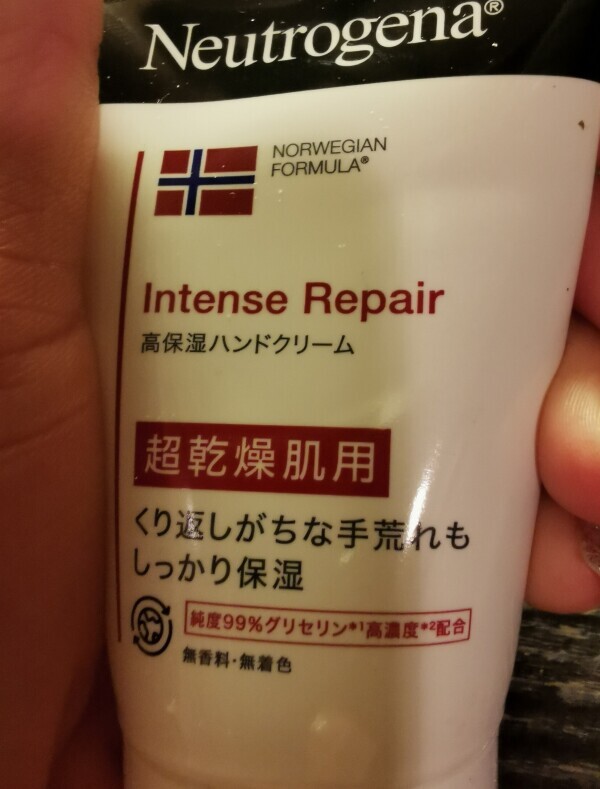 Neutrogena®
NORWEGIAN
FORMULA®
Intense Repair
高保湿ハンドクリーム
超乾燥肌用
くり返しがちな手荒れも
しっかり保湿
純度99%グリセリン*1高濃度*2配合
無香料・無着色